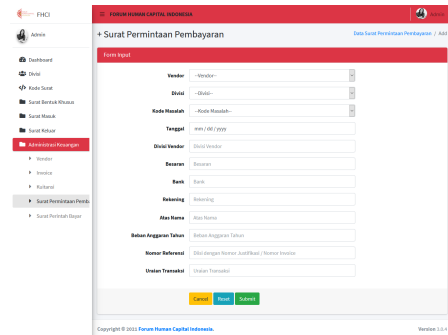 FHCI
FORUM HUMAN CAPITAL INDONESIA
Admin
Admin
Dashboard
Divisi
Kode Surat
Surat Bentuk Khusus
Surat Masuk
Surat Keluar
Administrasi Keuangan
Vendor
Invoice
Kuitansi
Surat Permintaan Pemba
Surat Perintah Bayar
+ Surat Permintaan Pembayaran
Data Surat Permintaan Pembayaran / Add
Form Input
Vendor --Vendor--
Divisi --Divisi--
Kode Masalah --Kode Masalah--
Tanggal mm / dd / yyyy
Divisi Vendor Divisi Vendor
Besaran Besaran
Bank Bank
Rekening Rekening
Atas Nama Atas Nama
Beban Anggaran Tahun Beban Anggaran Tahun
Nomor Referensi Diisi dengan Nomor Justifikasi / Nomor Invoice
Uraian Transaksi Uraian Transaksi
Cancel Reset Submit
Copyright © 2021 Forum Human Capital Indonesia.
Version 1.0